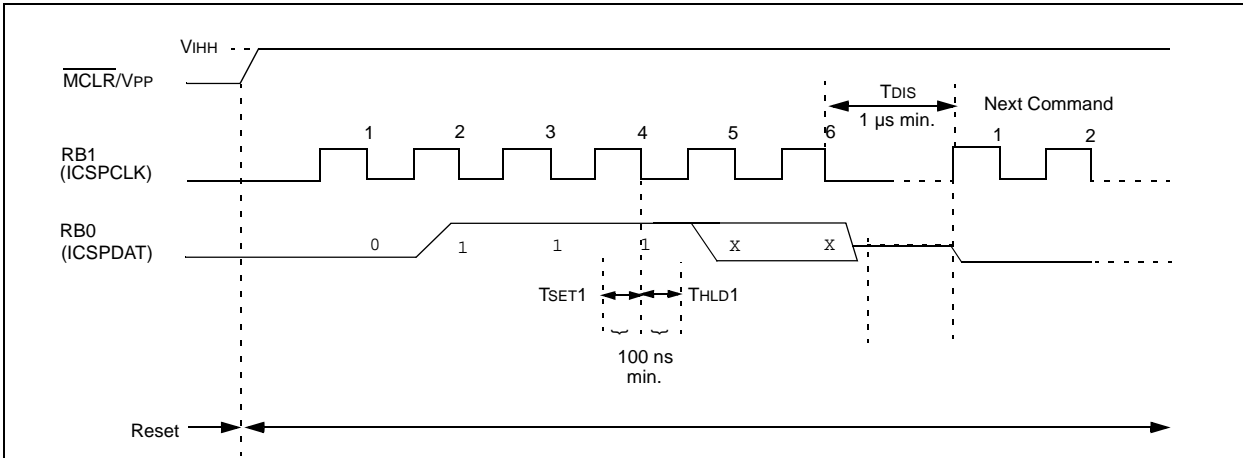 VIHH
MCLR/VPP
TDIS
1 µs min.
Next Command
1 2 3 4 5 6 1 2
RB1
(ICSPCLK)
RB0
(ICSPDAT)
0 1 1 1 x x
TSET1 THLD1
100 ns
min.
Reset